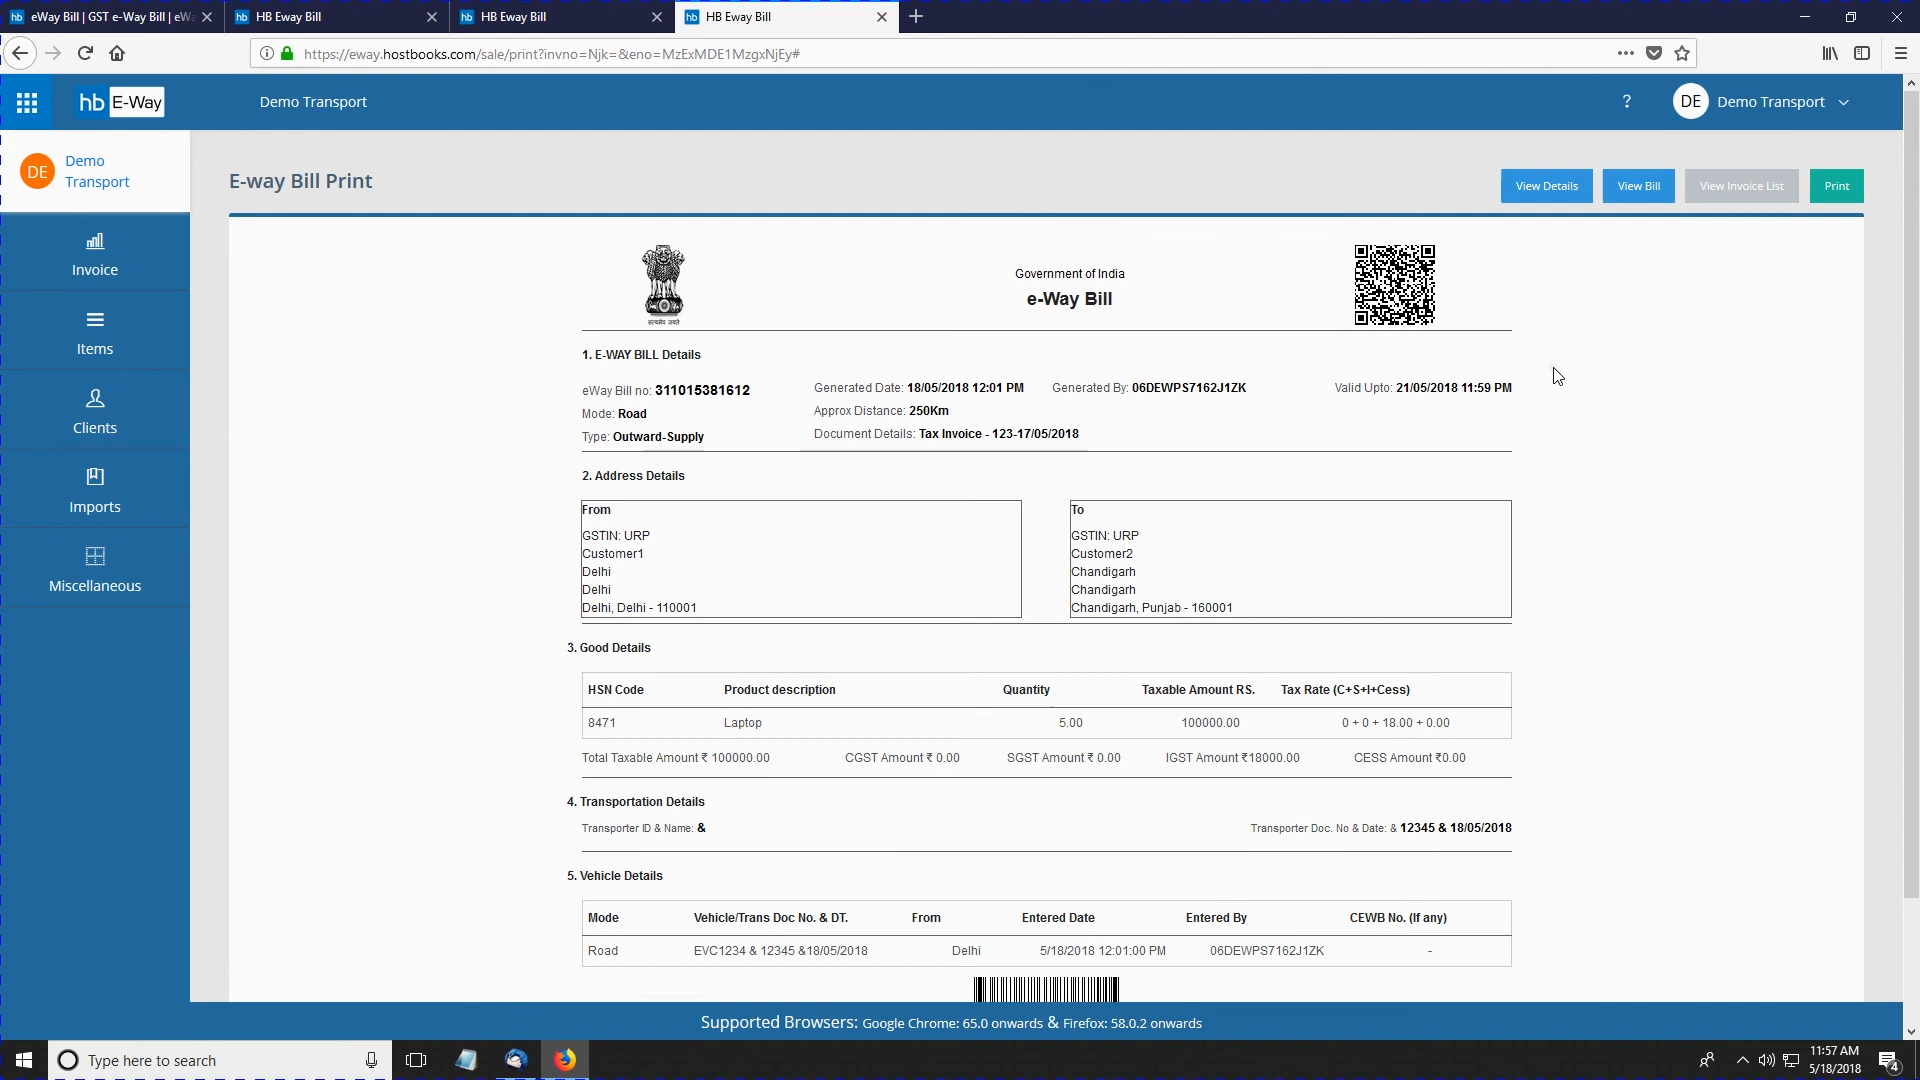 eWay Bill | GST e-Way Bill | eWa
HB Eway Bill
HB Eway Bill
HB Eway Bill
https://eway.hostbooks.com/sale/print?invno=Njk=&eno=MzExMDE1MzgxNjEy#
hb E-Way
Demo Transport
?
DE
Demo Transport
DE
Demo
Transport
Invoice
Items
Clients
Imports
Miscellaneous
E-way Bill Print
View Details
View Bill
View Invoice List
Print
सत्यमेव जयते
Government of India
e-Way Bill
1. E-WAY BILL Details
eWay Bill no: 311015381612
Generated Date: 18/05/2018 12:01 PM
Generated By: 06DEWPS7162J1ZK
Valid Upto: 21/05/2018 11:59 PM
Mode: Road
Approx Distance: 250Km
Type: Outward-Supply
Document Details: Tax Invoice - 123-17/05/2018
2. Address Details
From
GSTIN: URP
Customer1
Delhi
Delhi
Delhi, Delhi - 110001
To
GSTIN: URP
Customer2
Chandigarh
Chandigarh
Chandigarh, Punjab - 160001
3. Good Details
HSN Code Product description Quantity Taxable Amount RS. Tax Rate (C+S+I+Cess)
8471 Laptop 5.00 100000.00 0 + 0 + 18.00 + 0.00
Total Taxable Amount ₹ 100000.00 CGST Amount ₹ 0.00 SGST Amount ₹ 0.00 IGST Amount ₹18000.00 CESS Amount ₹0.00
4. Transportation Details
Transporter ID & Name: & Transporter Doc. No & Date: & 12345 & 18/05/2018
5. Vehicle Details
Mode Vehicle/Trans Doc No. & DT. From Entered Date Entered By CEWB No. (If any)
Road EVC1234 & 12345 &18/05/2018 Delhi 5/18/2018 12:01:00 PM 06DEWPS7162J1ZK -
Supported Browsers: Google Chrome: 65.0 onwards & Firefox: 58.0.2 onwards
Type here to search
11:57 AM
5/18/2018
4